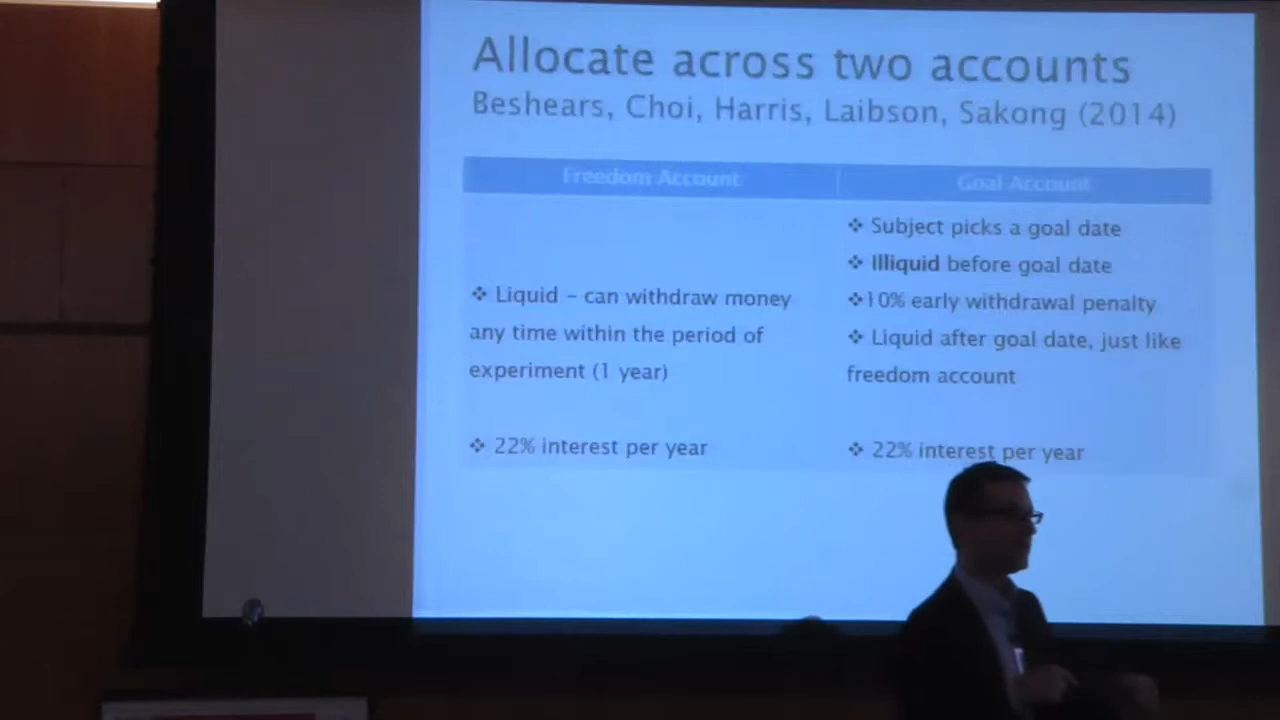 Allocate across two accounts
Beshears, Choi, Harris, Laibson, Sakong (2014)
Freedom Account
Goal Account
❖ Liquid – can withdraw money
any time within the period of
experiment (1 year)
❖ 22% interest per year
❖ Subject picks a goal date
❖ Illiquid before goal date
❖10% early withdrawal penalty
❖ Liquid after goal date, just like
freedom account
❖ 22% interest per year